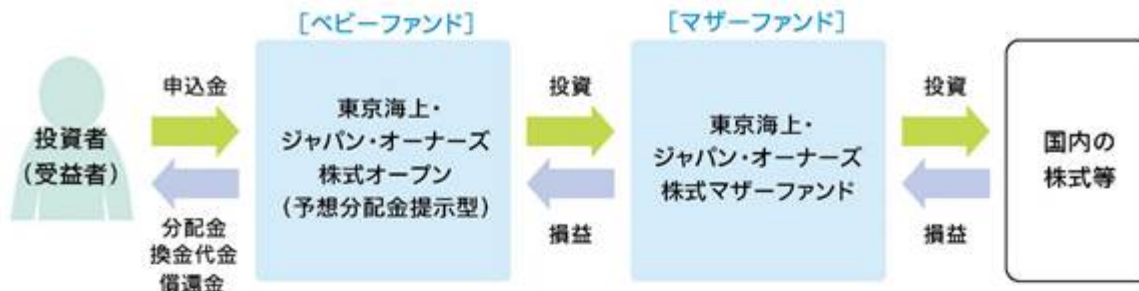 [ベビーファンド]
[マザーファンド]
投資者
(受益者)
申込金
分配金
換金代金
償還金
東京海上・
ジャパン・オーナーズ
株式オープン
(予想分配金提示型)
投資
損益
東京海上・
ジャパン・オーナーズ
株式マザーファンド
投資
損益
国内の
株式等